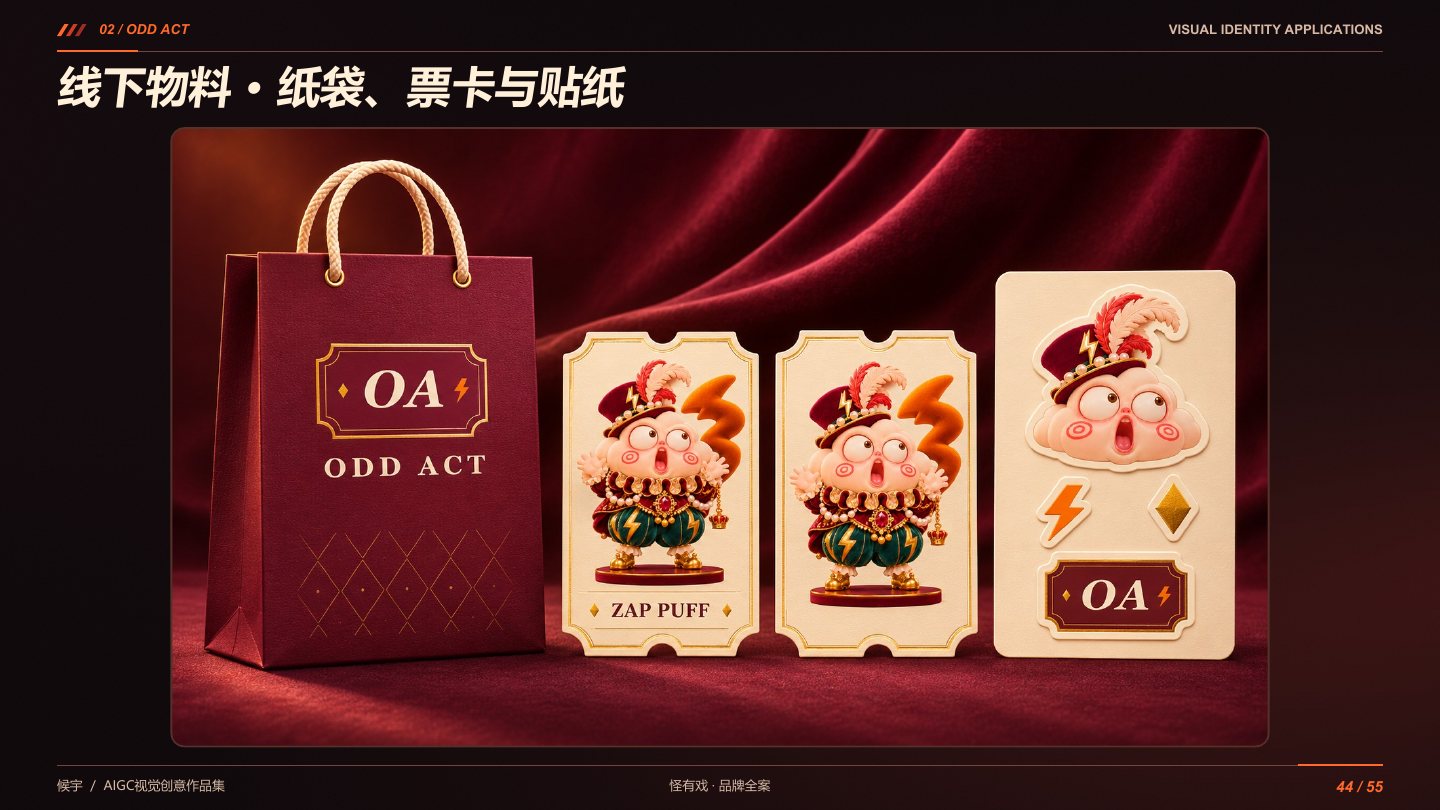 02 / ODD ACT
VISUAL IDENTITY APPLICATIONS
线下物料 · 纸袋、票卡与贴纸
OA
ODD ACT
ZAP PUFF
OA
候宇 / AIGC视觉创意作品集
怪有戏 · 品牌全案
44 / 55